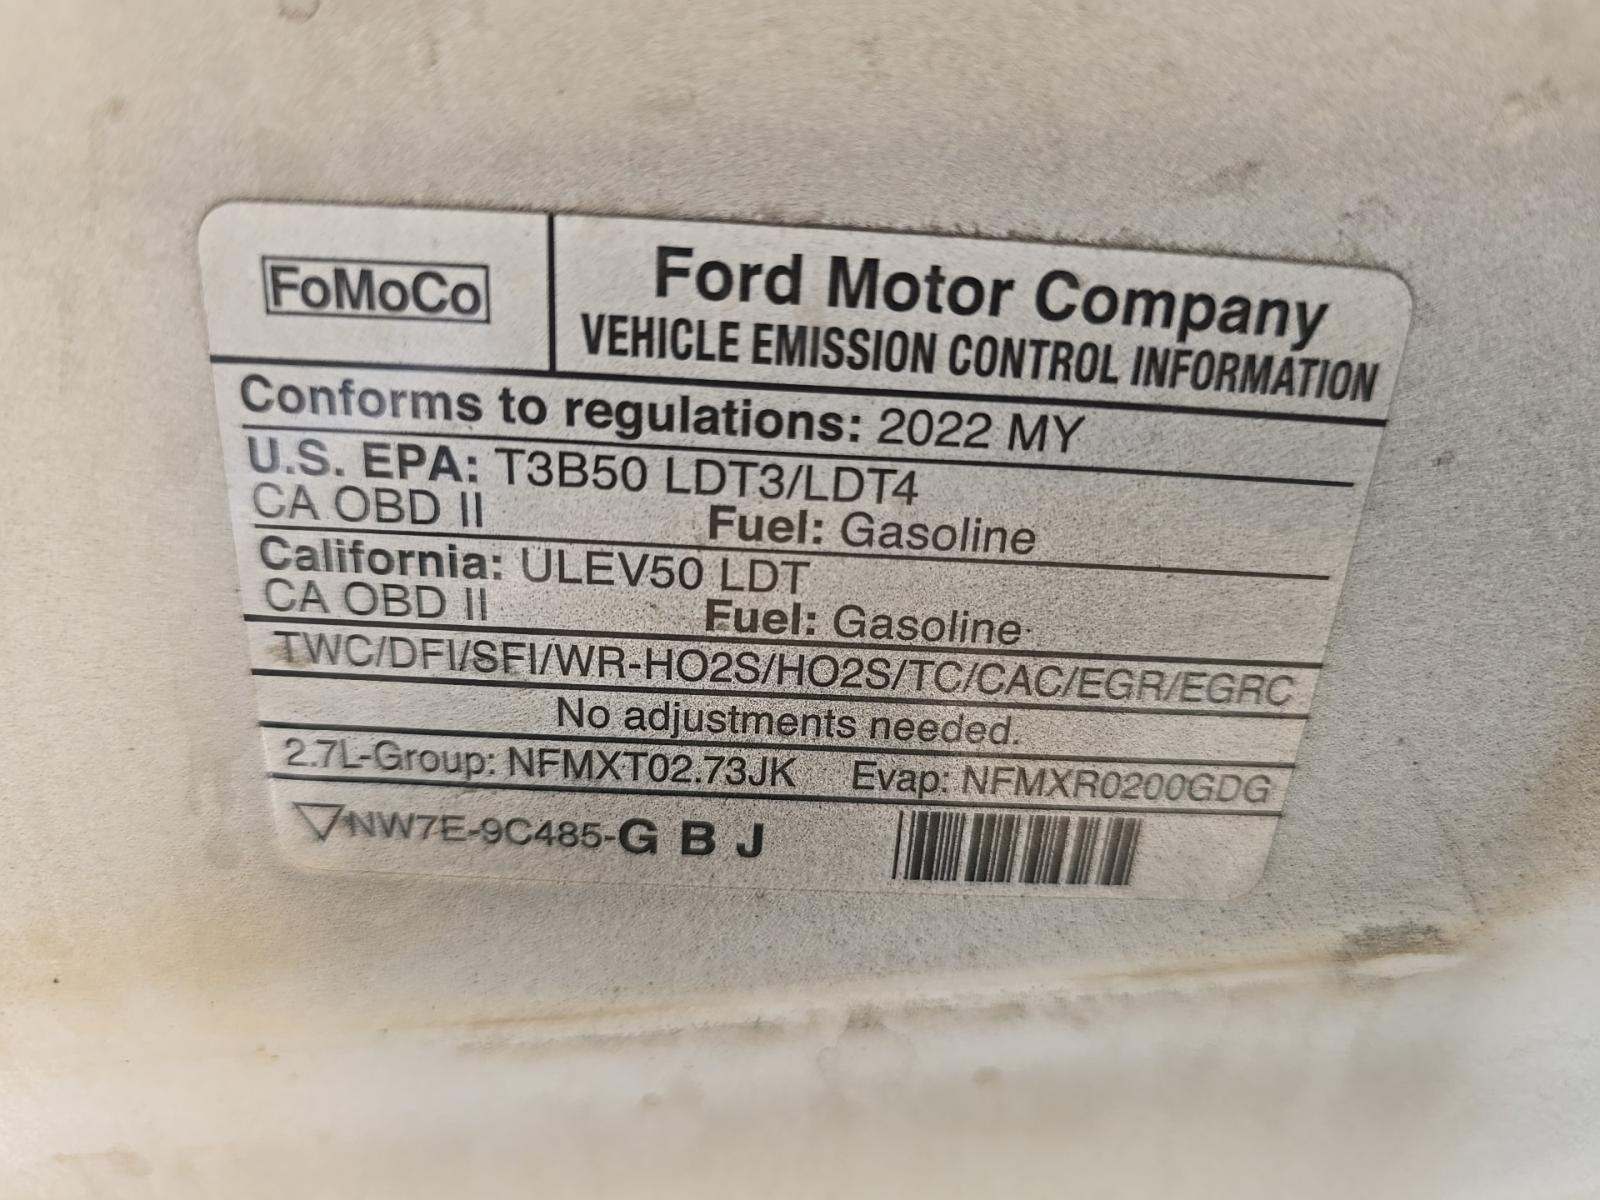 FoMoCo
Ford Motor Company
VEHICLE EMISSION CONTROL INFORMATION
Conforms to regulations: 2022 MY
U.S. EPA: T3B50 LDT3/LDT4
CA OBD II Fuel: Gasoline
California: ULEV50 LDT
CA OBD II Fuel: Gasoline
TWC/DFI/SFI/WR-HO2S/HO2S/TC/CAC/EGR/EGRC
No adjustments needed.
2.7L-Group: NFMXT02.73JK Evap: NFMXR0200GDG
NW7E-9C485-G B J